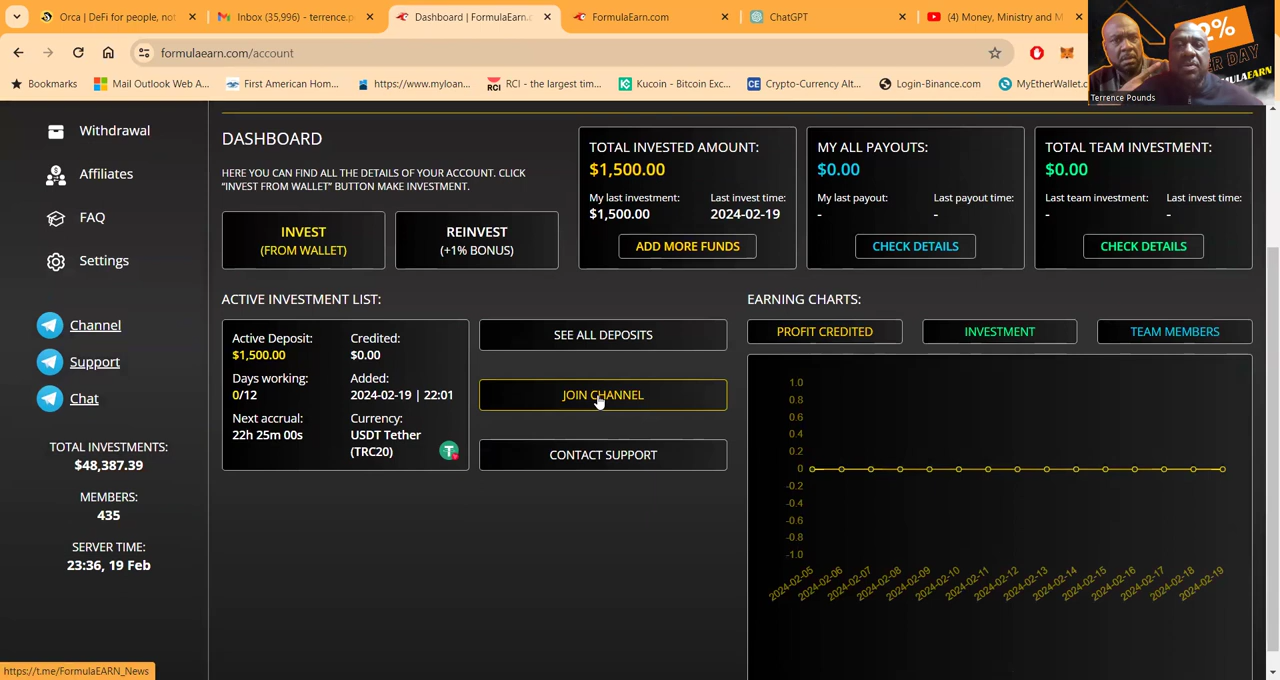 Orca | DeFi for people, not
Inbox (35,996) - terrence.p
Dashboard | FormulaEarn.c
FormulaEarn.com
ChatGPT
(4) Money, Ministry and M
formulaearn.com/account
Bookmarks
Mail Outlook Web A...
First American Hom...
https://www.myloan...
RCI - the largest tim...
Kucoin - Bitcoin Exc...
Crypto-Currency Alt...
Login-Binance.com
MyEtherWallet.c
Terrence Pounds
Withdrawal
Affiliates
FAQ
Settings
Channel
Support
Chat
TOTAL INVESTMENTS:
$48,387.39
MEMBERS:
435
SERVER TIME:
23:36, 19 Feb
DASHBOARD
HERE YOU CAN FIND ALL THE DETAILS OF YOUR ACCOUNT. CLICK
“INVEST FROM WALLET” BUTTON MAKE INVESTMENT.
INVEST
(FROM WALLET)
REINVEST
(+1% BONUS)
TOTAL INVESTED AMOUNT:
$1,500.00
My last investment:
Last invest time:
$1,500.00
2024-02-19
ADD MORE FUNDS
MY ALL PAYOUTS:
$0.00
My last payout:
Last payout time:
-
-
CHECK DETAILS
TOTAL TEAM INVESTMENT:
$0.00
Last team investment:
Last invest time:
-
-
CHECK DETAILS
ACTIVE INVESTMENT LIST:
Active Deposit:
Credited:
$1,500.00
$0.00
Days working:
Added:
0/12
2024-02-19 | 22:01
Next accrual:
Currency:
22h 25m 00s
USDT Tether
(TRC20)
SEE ALL DEPOSITS
JOIN CHANNEL
CONTACT SUPPORT
EARNING CHARTS:
PROFIT CREDITED
INVESTMENT
TEAM MEMBERS
1.0
0.8
0.6
0.4
0.2
0
-0.2
-0.4
-0.6
-0.8
-1.0
2024-02-05
2024-02-06
2024-02-07
2024-02-08
2024-02-09
2024-02-10
2024-02-11
2024-02-12
2024-02-13
2024-02-14
2024-02-15
2024-02-16
2024-02-17
2024-02-18
2024-02-19
https://t.me/FormulaEARN_News